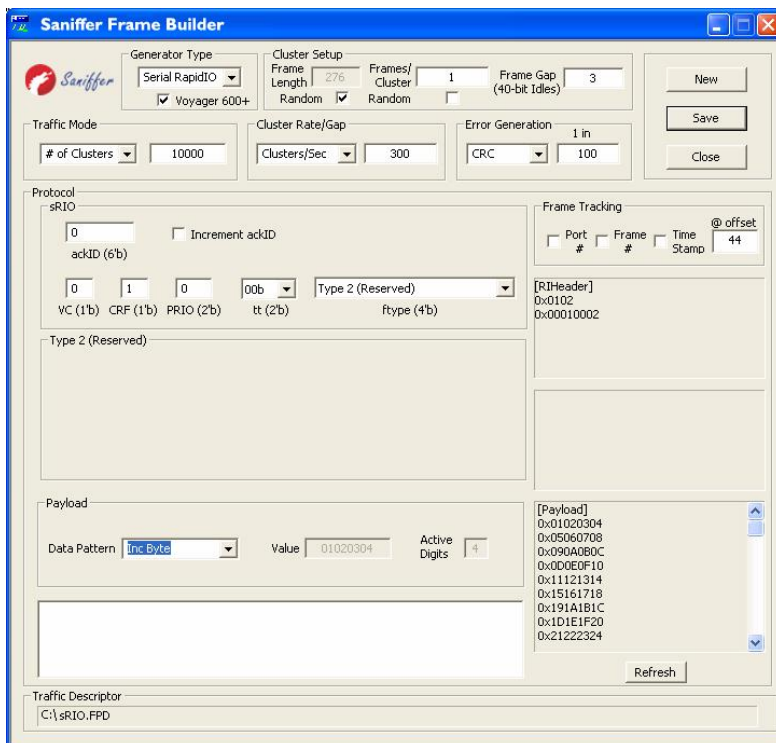 Saniffer Frame Builder
Saniffer
Generator Type
Serial RapidIO
Voyager 600+
Cluster Setup
Frame Length 276
Frames/ Cluster 1
Frame Gap (40-bit Idles) 3
Random
Random
New
Save
Close
Traffic Mode
# of Clusters 10000
Cluster Rate/Gap
Clusters/Sec 300
Error Generation
1 in
CRC 100
Protocol
sRIO
0
ackID (6'b)
Increment ackID
0 1 0 00b Type 2 (Reserved)
VC (1'b) CRF (1'b) PRIO (2'b) tt (2'b) ftype (4'b)
Frame Tracking
@ offset
Port # Frame # Time Stamp 44
[RIHeader]
0x0102
0x00010002
Type 2 (Reserved)
Payload
Data Pattern Inc Byte Value 01020304 Active Digits 4
[Payload]
0x01020304
0x05060708
0x090A0B0C
0x0D0E0F10
0x11121314
0x15161718
0x191A1B1C
0x1D1E1F20
0x21222324
Refresh
Traffic Descriptor
C:\sRIO.FPD